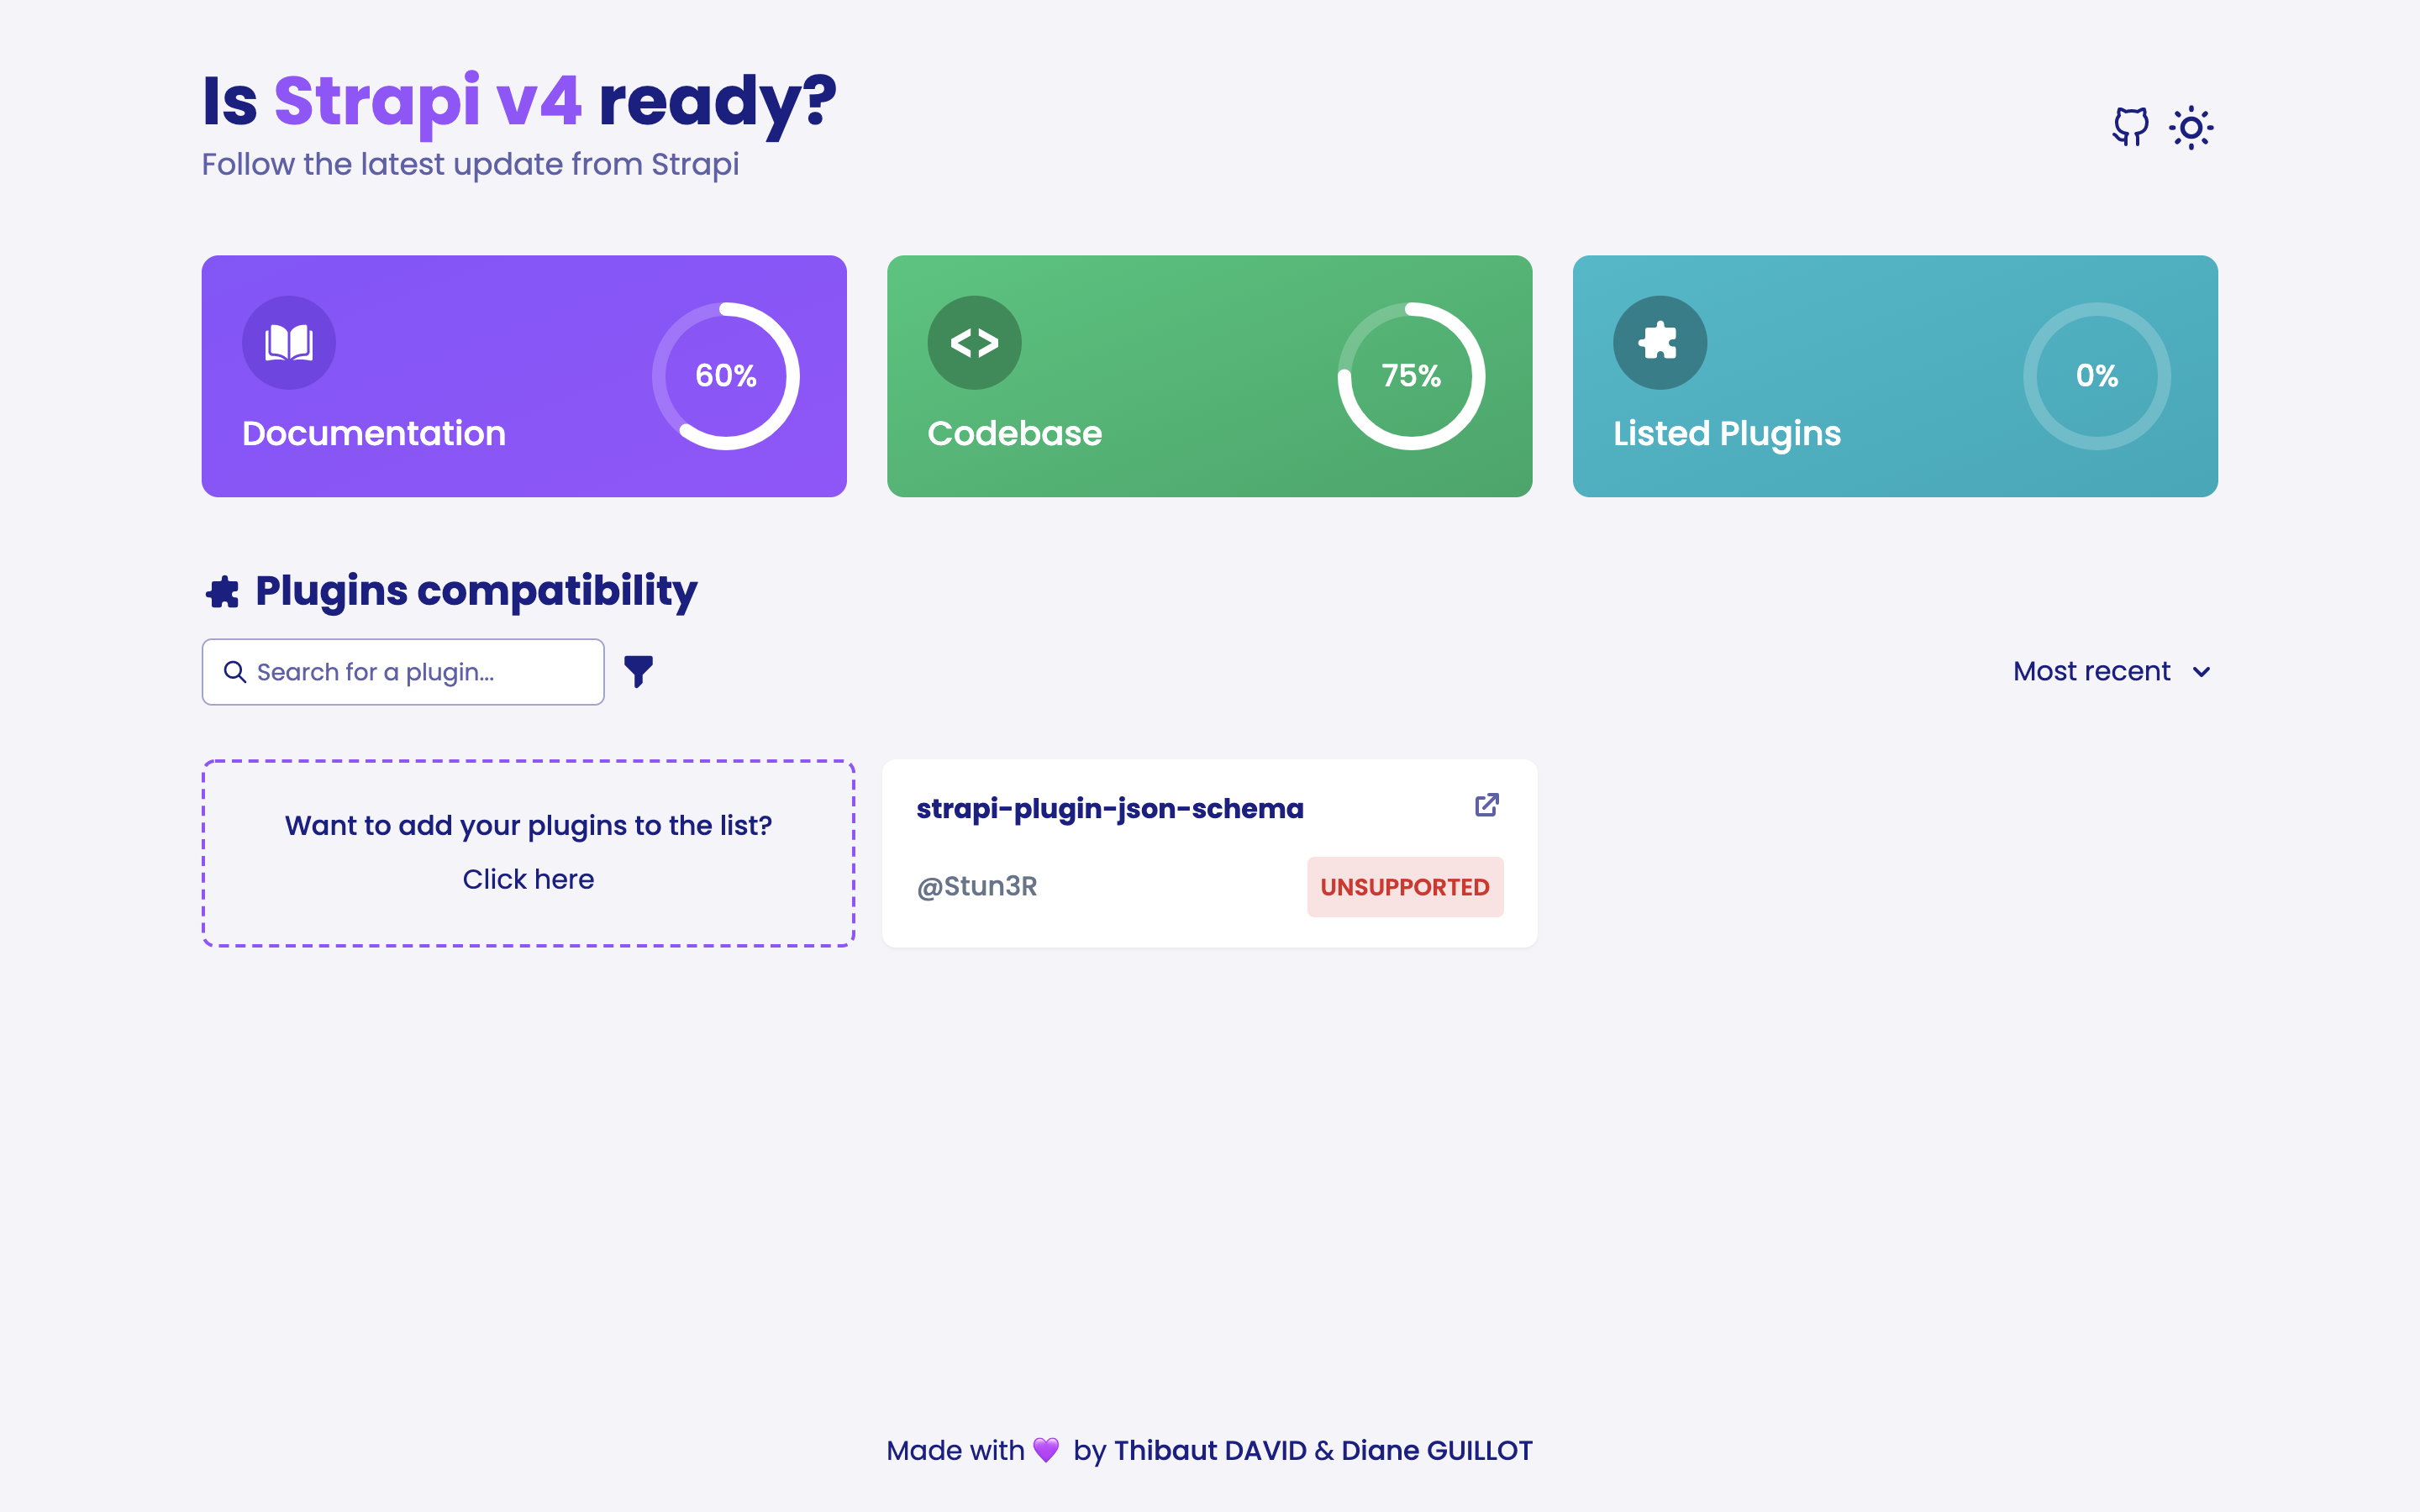 Is Strapi v4 ready?
Follow the latest update from Strapi
60%
Documentation
<>
75%
Codebase
0%
Listed Plugins
Plugins compatibility
Search for a plugin...
Most recent
Want to add your plugins to the list?
Click here
strapi-plugin-json-schema
@Stun3R
UNSUPPORTED
Made with 💜 by Thibaut DAVID & Diane GUILLOT